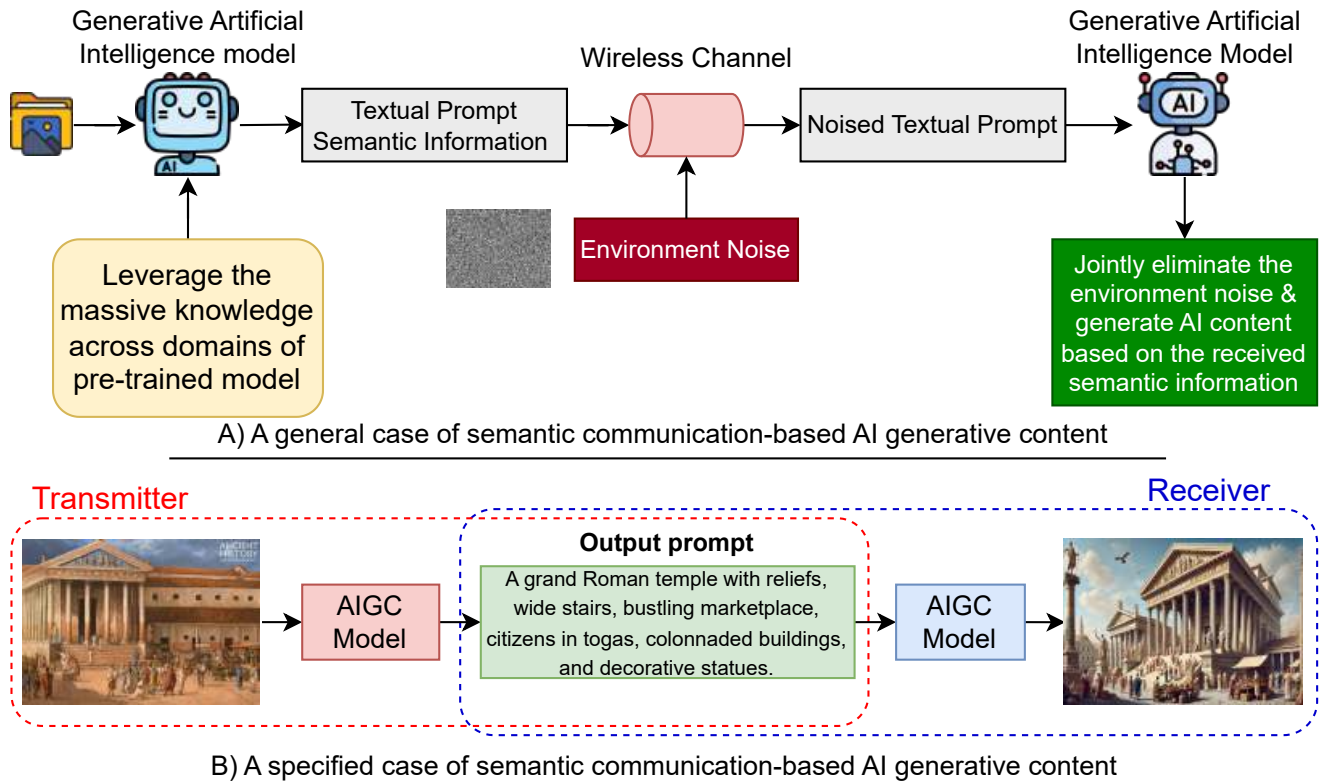 Generative Artificial
Intelligence model
Wireless Channel
Generative Artificial
Intelligence Model
AI
Textual Prompt
Semantic Information
Noised Textual Prompt
AI
Environment Noise
Leverage the
massive knowledge
across domains of
pre-trained model
Jointly eliminate the
environment noise &
generate AI content
based on the received
semantic information
A) A general case of semantic communication-based AI generative content
Transmitter
Receiver
ANCIENT
HISTORY
Output prompt
A grand Roman temple with reliefs,
wide stairs, bustling marketplace,
citizens in togas, colonnaded buildings,
and decorative statues.
AIGC
Model
AIGC
Model
B) A specified case of semantic communication-based AI generative content